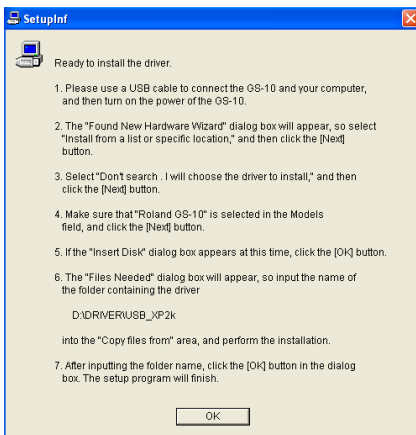 SetupInf
Ready to install the driver.
1. Please use a USB cable to connect the GS-10 and your computer,
and then turn on the power of the GS-10.
2. The "Found New Hardware Wizard" dialog box will appear, so select
"Install from a list or specific location," and then click the [Next]
button.
3. Select "Don't search . I will choose the driver to install," and then
click the [Next] button.
4. Make sure that "Roland GS-10" is selected in the Models
field, and click the [Next] button.
5. If the "Insert Disk" dialog box appears at this time, click the [OK] button.
6. The "Files Needed" dialog box will appear, so input the name of
the folder containing the driver
D:\DRIVER\USB_XP2k
into the "Copy files from" area, and perform the installation.
7. After inputting the folder name, click the [OK] button in the dialog
box. The setup program will finish.
OK